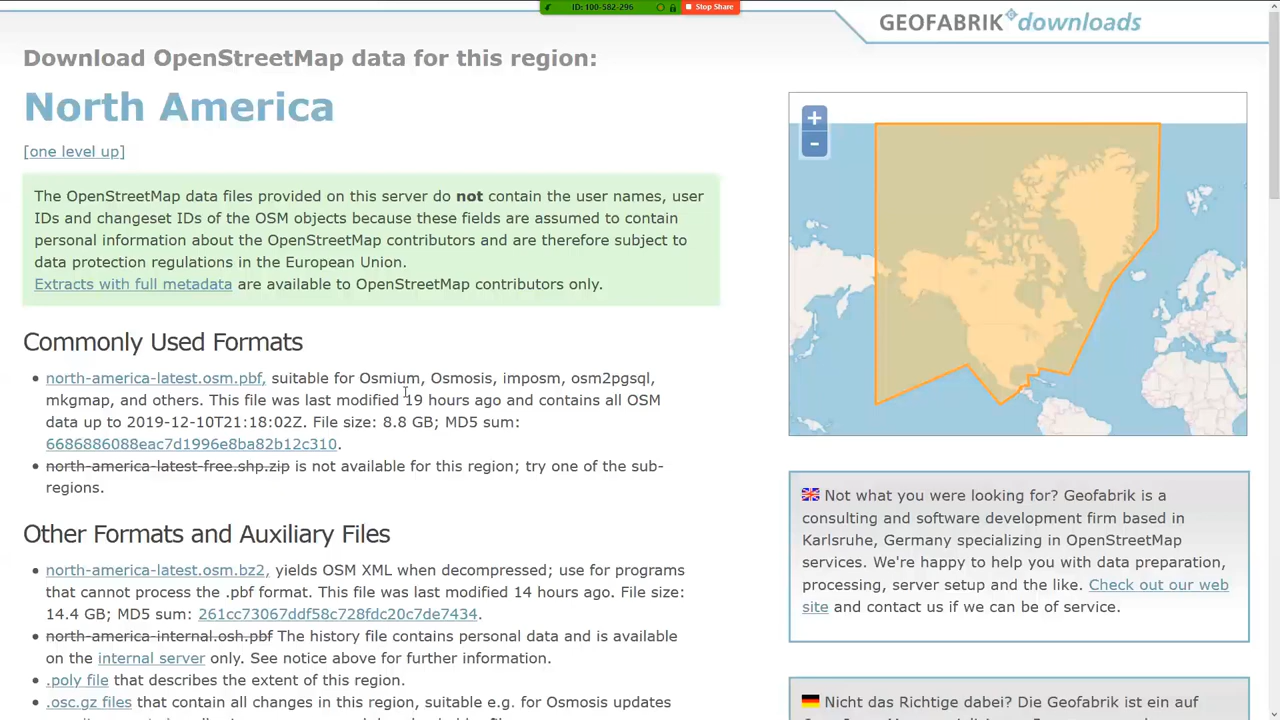 ID: 100-582-296
Stop Share
GEOFABRIK downloads
Download OpenStreetMap data for this region:
North America
[one level up]
+
-
The OpenStreetMap data files provided on this server do not contain the user names, user
IDs and changeset IDs of the OSM objects because these fields are assumed to contain
personal information about the OpenStreetMap contributors and are therefore subject to
data protection regulations in the European Union.
Extracts with full metadata are available to OpenStreetMap contributors only.
Commonly Used Formats
north-america-latest.osm.pbf, suitable for Osmium, Osmosis, imposm, osm2pgsql,
mkgmap, and others. This file was last modified 19 hours ago and contains all OSM
data up to 2019-12-10T21:18:02Z. File size: 8.8 GB; MD5 sum:
6686886088eac7d1996e8ba82b12c310.
north-america-latest-free.shp.zip is not available for this region; try one of the sub-
regions.
Other Formats and Auxiliary Files
north-america-latest.osm.bz2, yields OSM XML when decompressed; use for programs
that cannot process the .pbf format. This file was last modified 14 hours ago. File size:
14.4 GB; MD5 sum: 261cc73067ddf58c728fdc20c7de7434.
north-america-internal.osh.pbf The history file contains personal data and is available
on the internal server only. See notice above for further information.
.poly file that describes the extent of this region.
.osc.gz files that contain all changes in this region, suitable e.g. for Osmosis updates
Not what you were looking for? Geofabrik is a
consulting and software development firm based in
Karlsruhe, Germany specializing in OpenStreetMap
services. We're happy to help you with data preparation,
processing, server setup and the like. Check out our web
site and contact us if we can be of service.
Nicht das Richtige dabei? Die Geofabrik ist ein auf